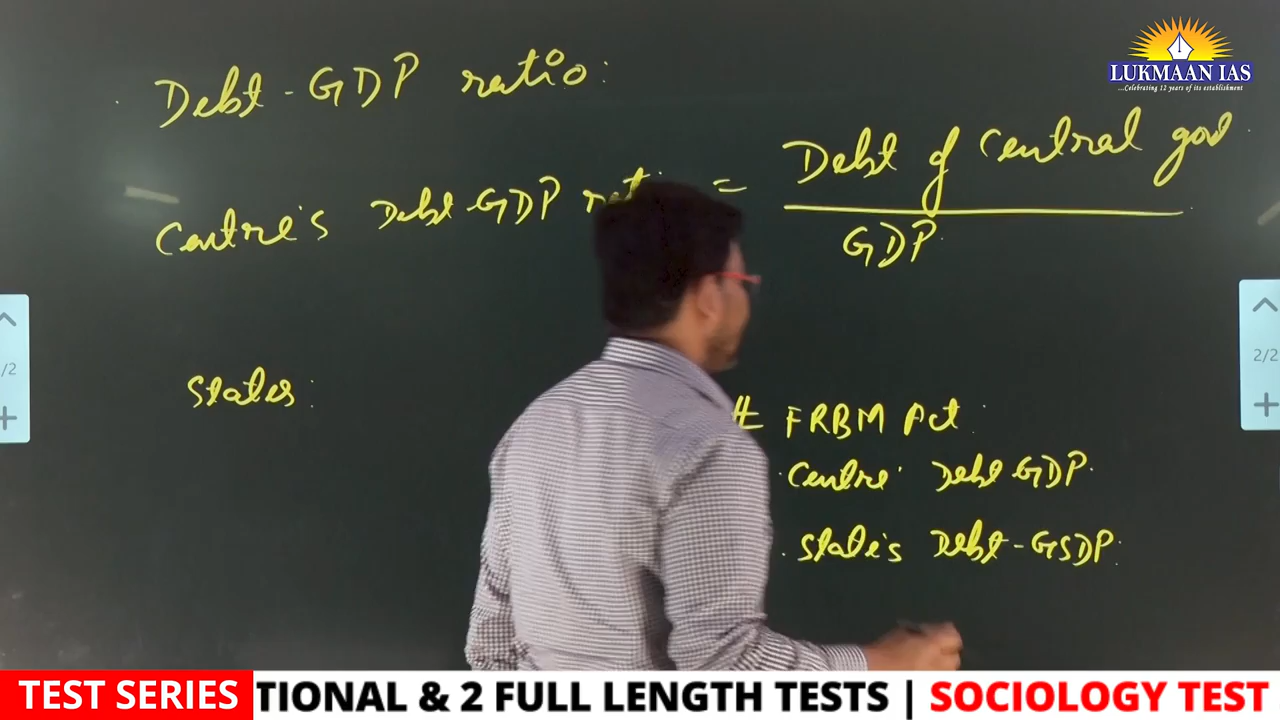 Debt-GDP ratio:
LUKMAAN IAS
...Celebrating 12 years of its establishment
Centre's Debt-GDP = Debt of Central govt
GDP
States:
# FRBM Act:
Centre' Debt GDP.
State's Debt-GSDP.
2/2
/2
TEST SERIES TIONAL & 2 FULL LENGTH TESTS | SOCIOLOGY TEST